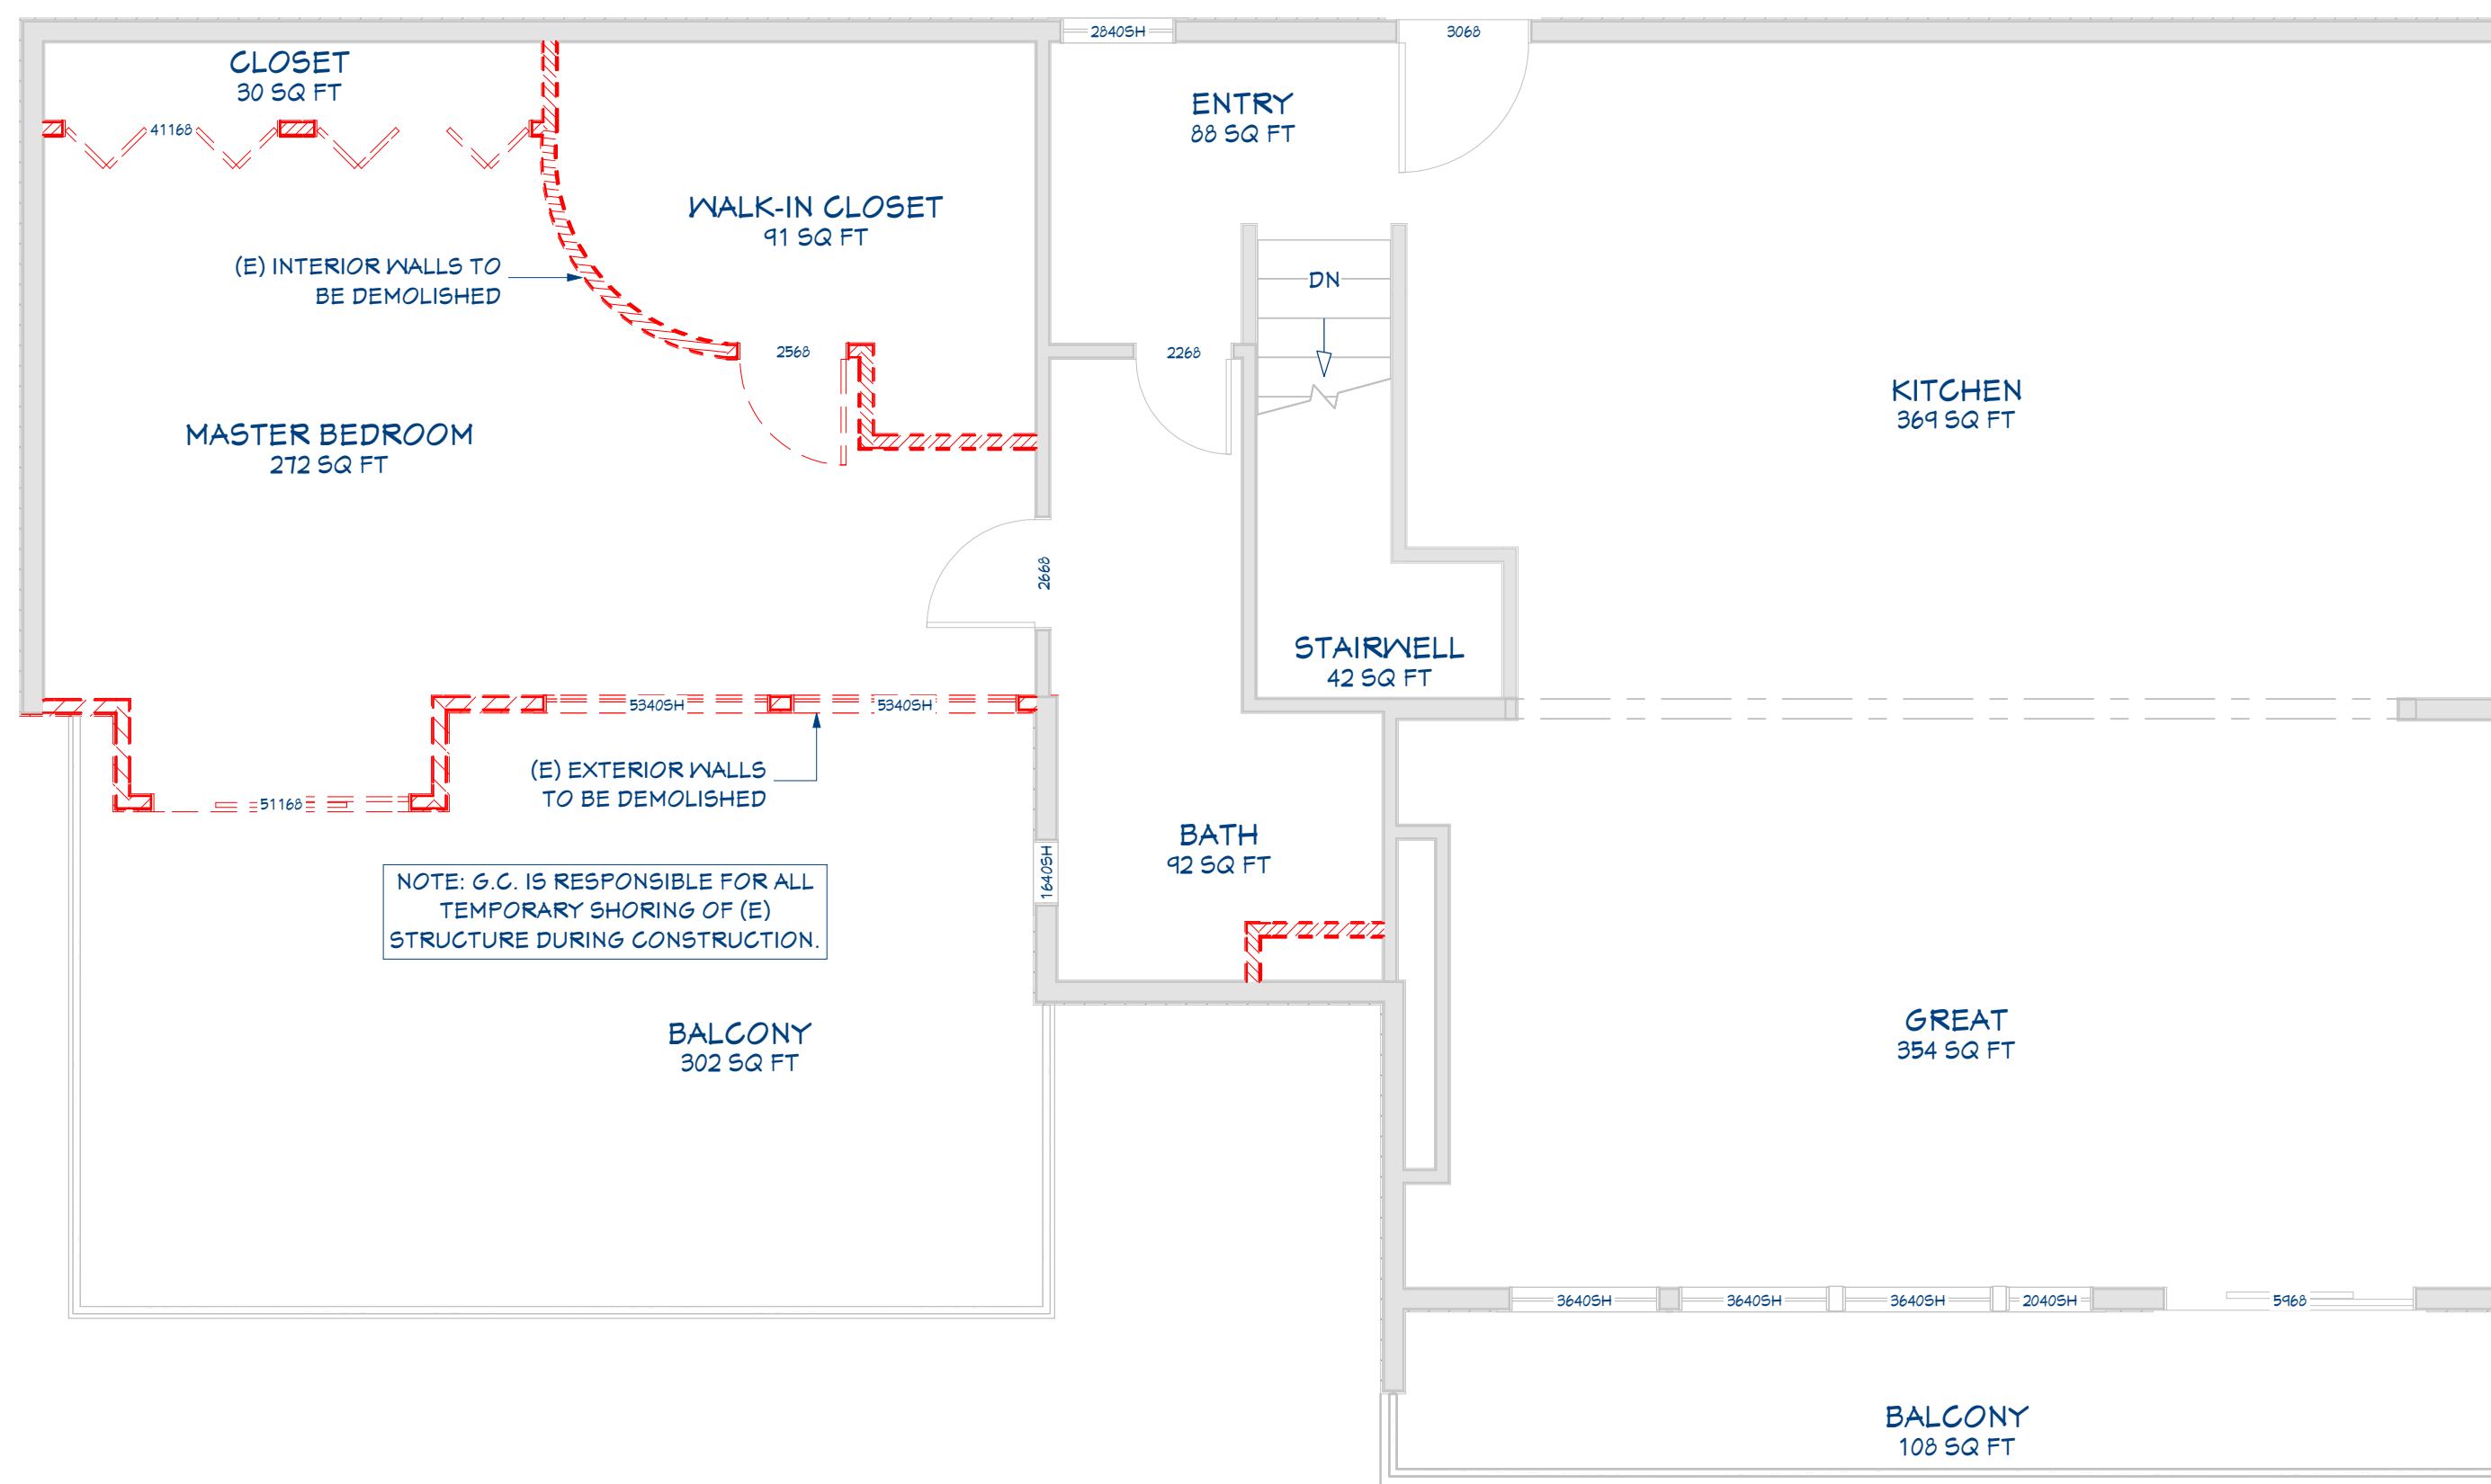 2840SH
3068
CLOSET
30 SQ FT
ENTRY
88 SQ FT
41168
WALK-IN CLOSET
91 SQ FT
(E) INTERIOR WALLS TO
BE DEMOLISHED
DN
2568
2268
KITCHEN
369 SQ FT
MASTER BEDROOM
272 SQ FT
2668
STAIRWELL
42 SQ FT
5340SH
5340SH
(E) EXTERIOR WALLS
TO BE DEMOLISHED
51168
BATH
92 SQ FT
1640SH
NOTE: G.C. IS RESPONSIBLE FOR ALL
TEMPORARY SHORING OF (E)
STRUCTURE DURING CONSTRUCTION.
BALCONY
302 SQ FT
GREAT
354 SQ FT
3640SH
3640SH
3640SH
2040SH
5968
BALCONY
108 SQ FT